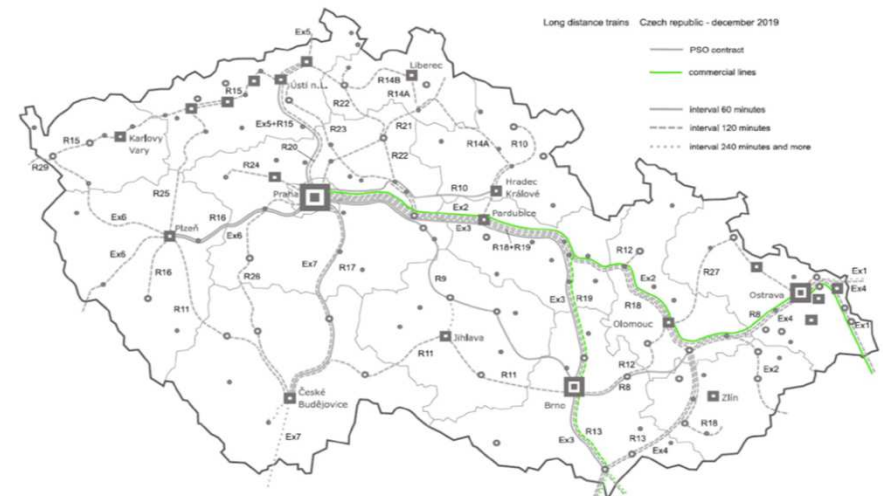 Long distance trains Czech republic - december 2019
PSO contract
commercial lines
interval 60 minutes
interval 120 minutes
interval 240 minutes and more
Ex5
Liberec
R15
Ústí n.…
R14B
R14A
R22
Ex5+R15
R23
R21
R15
Karlovy
Vary
R20
R22
R14A
R10
R29
R24
R25
Praha
R10
Hradec
Králové
Ex2
Pardubice
Ex3
Ex6
Plzeň
R16
Ex6
R18+R19
R12
Ex6
Ex7
R17
R16
R26
R9
R27
Ex1
Ex4
Ex2
Ostrava
Ex3
R19
R18
R11
Olomouc
R8
Ex4
Ex1
Jihlava
R11
R12
Ex2
R11
R8
České
Budějovice
Brno
Zlín
R18
Ex7
Ex3
R13
R13
Ex4